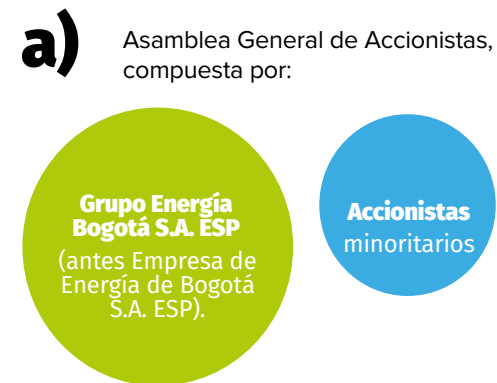 a)
Asamblea General de Accionistas,
compuesta por:
Grupo Energía
Bogotá S.A. ESP
(antes Empresa de
Energía de Bogotá
S.A. ESP).
Accionistas
minoritarios